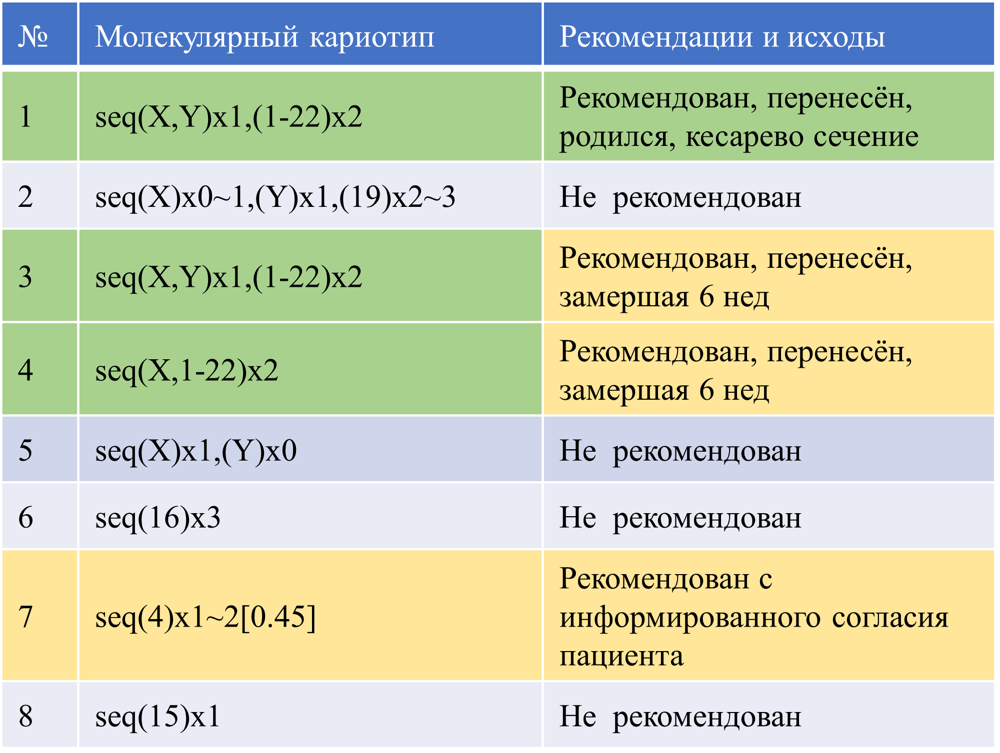 № Молекулярный кариотип Рекомендации и исходы
1 seq(X,Y)x1,(1-22)x2 Рекомендован, перенесён,
родился, кесарево сечение
2 seq(X)x0~1,(Y)x1,(19)x2~3 Не рекомендован
3 seq(X,Y)x1,(1-22)x2 Рекомендован, перенесён,
замершая 6 нед
4 seq(X,1-22)x2 Рекомендован, перенесён,
замершая 6 нед
5 seq(X)x1,(Y)x0 Не рекомендован
6 seq(16)x3 Не рекомендован
7 seq(4)x1~2[0.45] Рекомендован с
информированного согласия
пациента
8 seq(15)x1 Не рекомендован